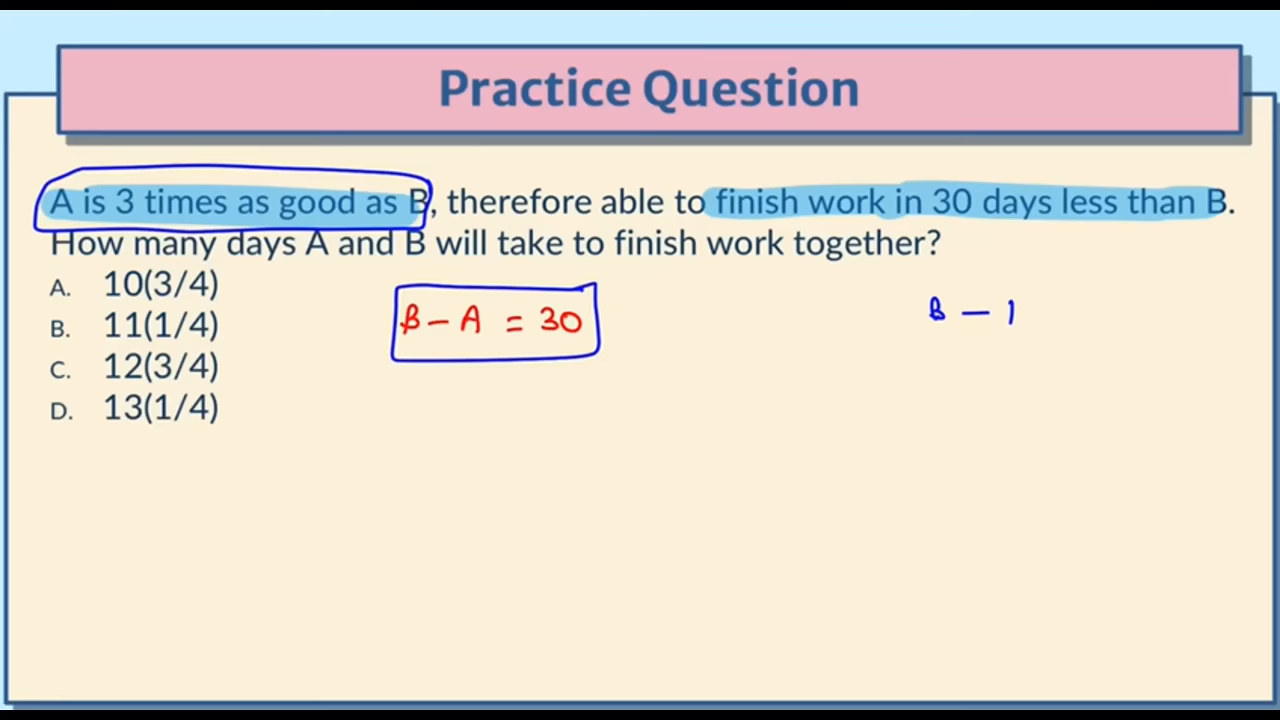 Practice Question
A is 3 times as good as B, therefore able to finish work in 30 days less than B.
How many days A and B will take to finish work together?
A. 10(3/4)
B. 11(1/4)
C. 12(3/4)
D. 13(1/4)
B - A = 30
B - 1